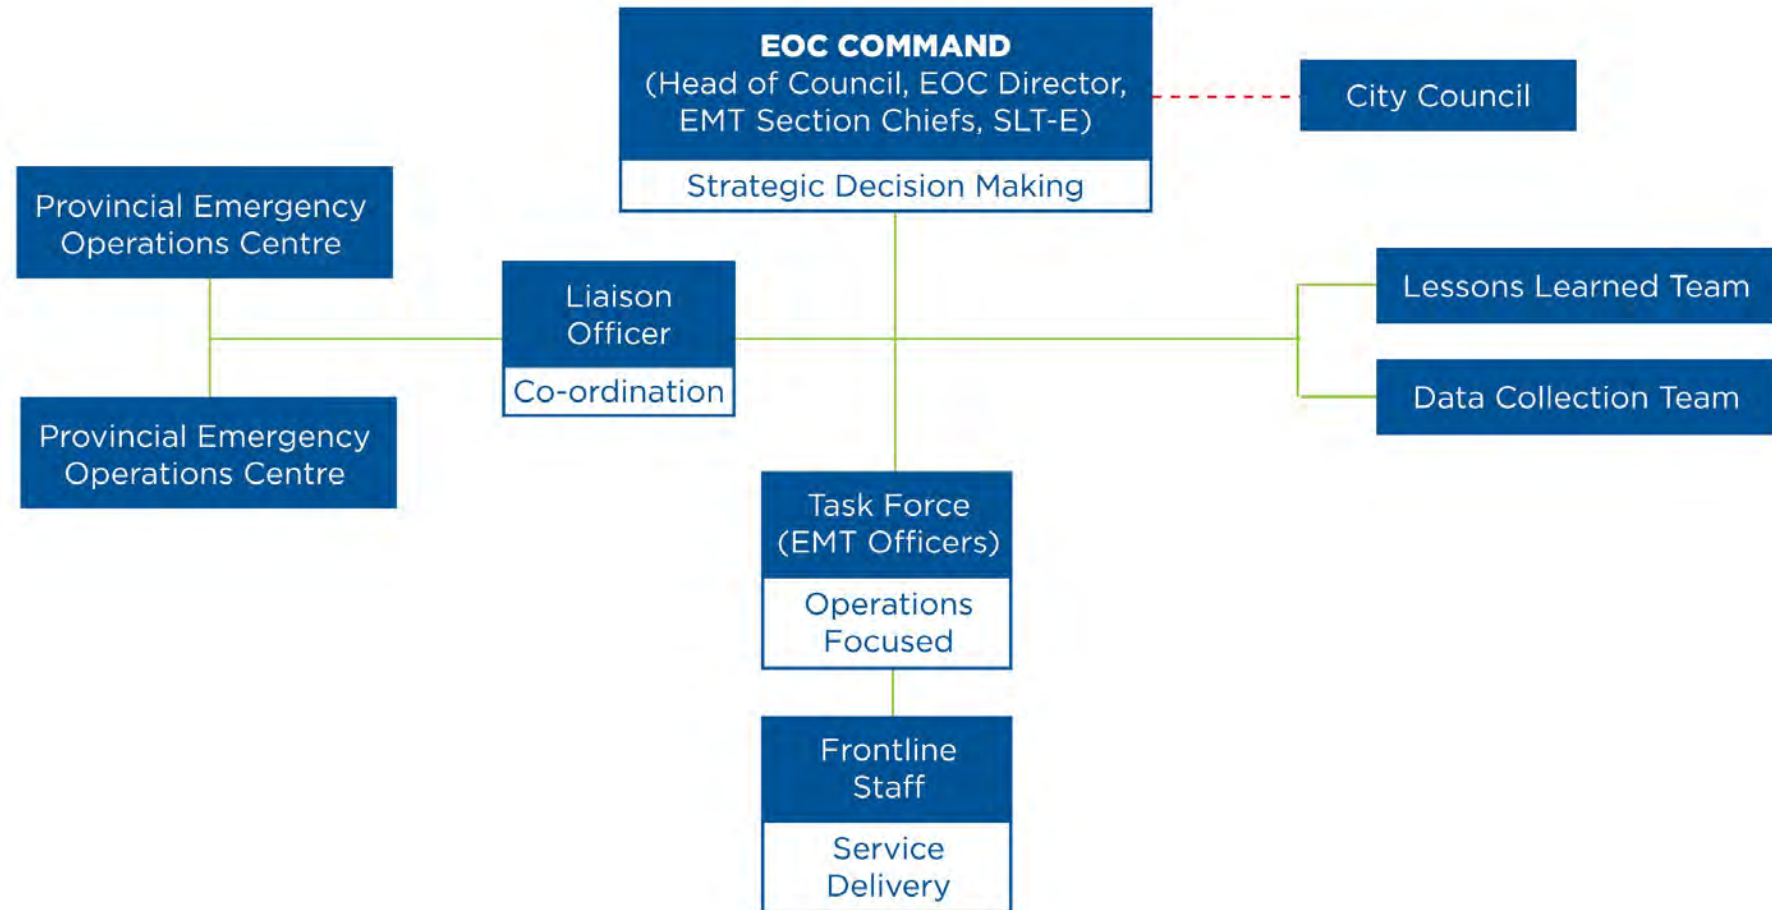 EOC COMMAND
(Head of Council, EOC Director,
EMT Section Chiefs, SLT-E)
Strategic Decision Making
City Council
Provincial Emergency
Operations Centre
Liaison
Officer
Co-ordination
Lessons Learned Team
Data Collection Team
Provincial Emergency
Operations Centre
Task Force
(EMT Officers)
Operations
Focused
Frontline
Staff
Service
Delivery